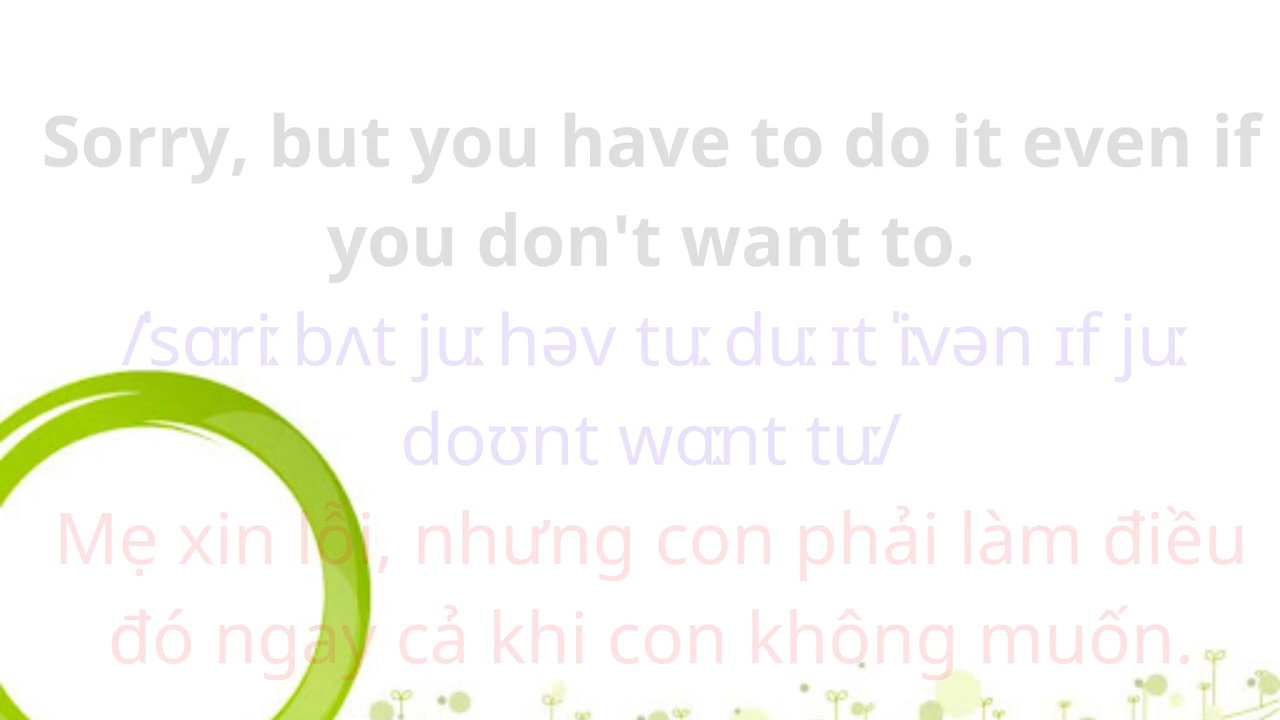 Sorry, but you have to do it even if
you don't want to.
/ˈsɑːriː bʌt juː həv tuː duː ɪt ˈiːvən ɪf juː
doʊnt wɑːnt tuː/
Mẹ xin lỗi, nhưng con phải làm điều
đó ngay cả khi con không muốn.